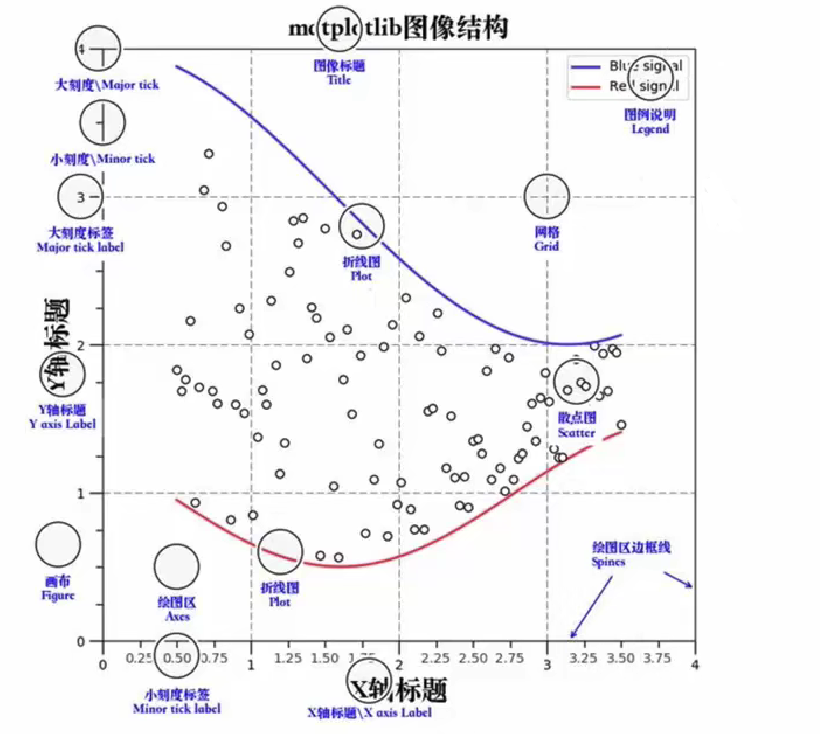 matplotlib图像结构
图像标题
Title
4
大刻度\Major tick
Blue signal
Red signal
图例说明
Legend
小刻度\Minor tick
3
大刻度标签
Major tick label
网格
Grid
折线图
Plot
Y轴标题
2
Y轴标题
Y axis Label
散点图
Scatter
1
画布
Figure
绘图区
Axes
折线图
Plot
绘图区边框线
Spines
0
0 0.25 0.50 0.75 1 1.25 1.50 1.75 2 2.25 2.50 2.75 3 3.25 3.50 3.75 4
小刻度标签
Minor tick label
X轴标题
X轴标题\X axis Label